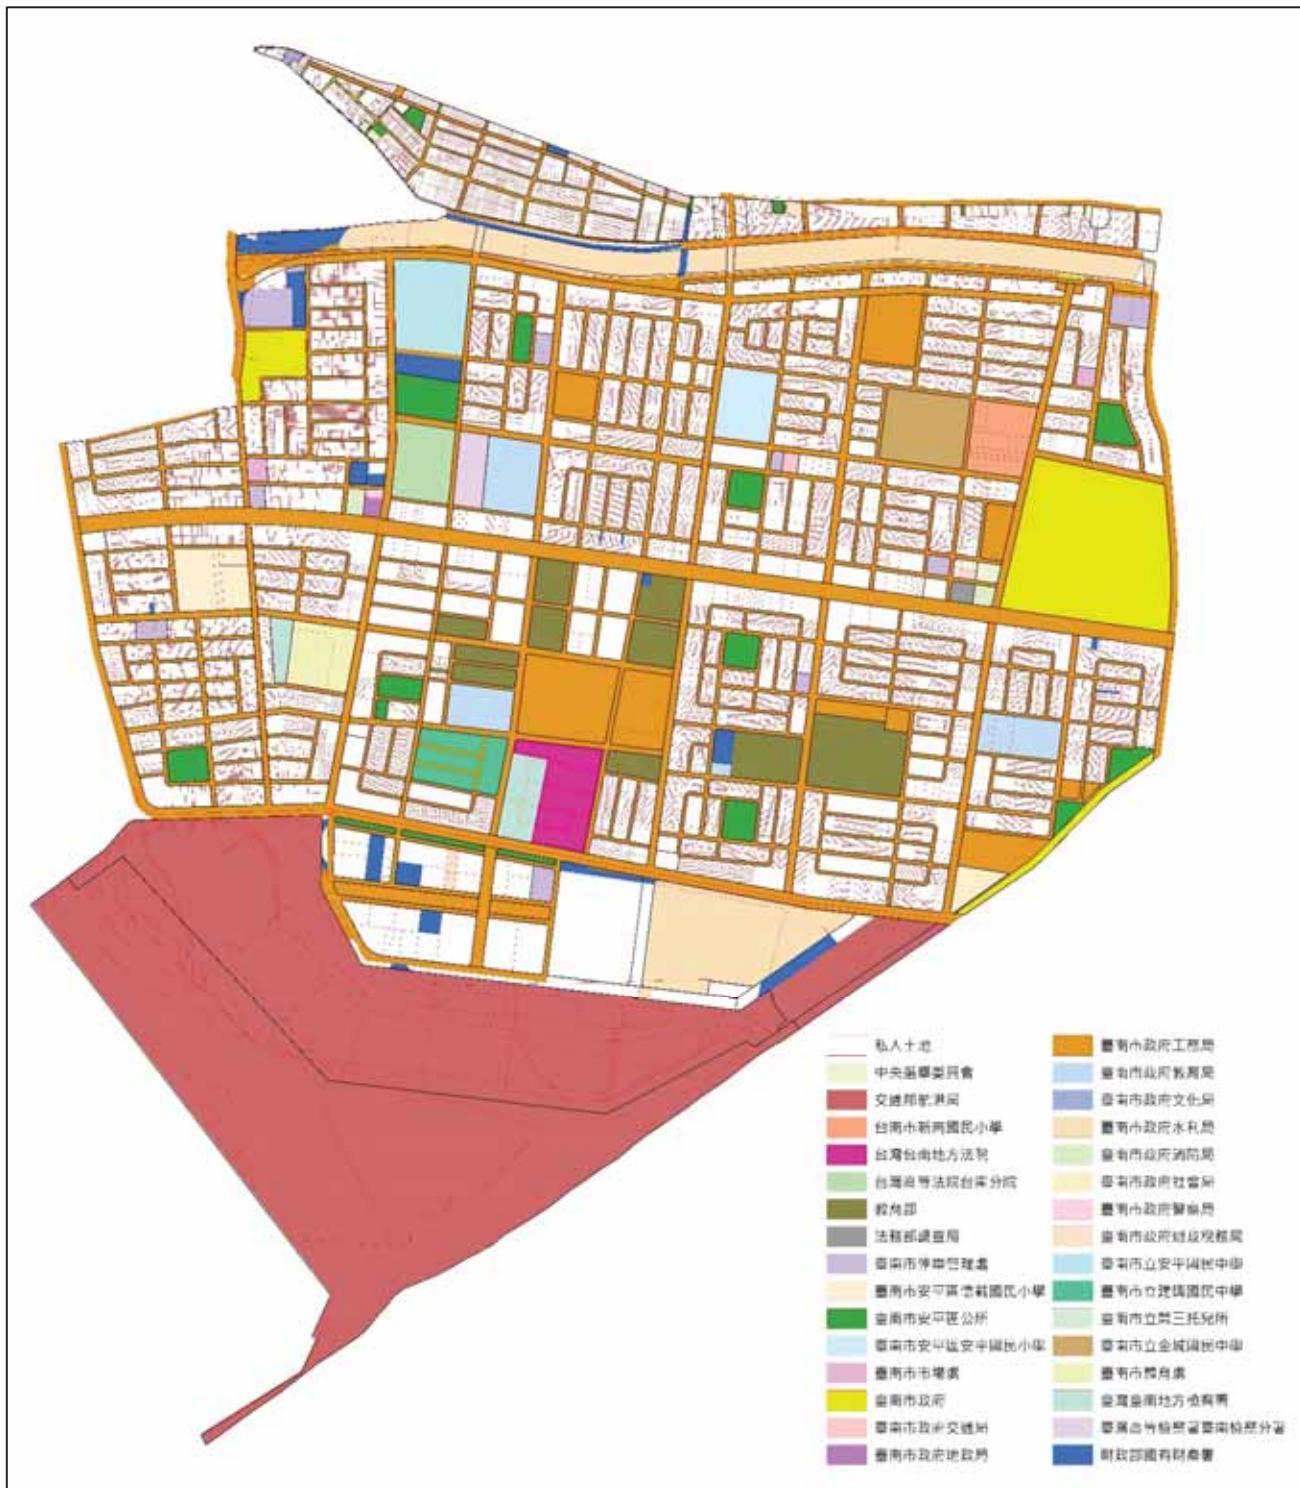 私人土地
中央選舉委員會
交通部航港局
台南市新南國民小學
台灣台南地方法院
台灣高等法院台南分院
教育部
法務部調查局
臺南市停車管理處
臺南市安平區億載國民小學
臺南市安平區公所
臺南市安平區安平國民小學
臺南市市場處
臺南市政府
臺南市政府交通局
臺南市政府地政局
臺南市政府工務局
臺南市政府教育局
臺南市政府文化局
臺南市政府水利局
臺南市政府消防局
臺南市政府社會局
臺南市政府警察局
臺南市政府財政稅務局
臺南市立安平國民中學
臺南市立建興國民中學
臺南市立第三托兒所
臺南市立金城國民中學
臺南市體育處
臺灣臺南地方檢察署
臺灣高等檢察署臺南檢察分署
財政部國有財產署